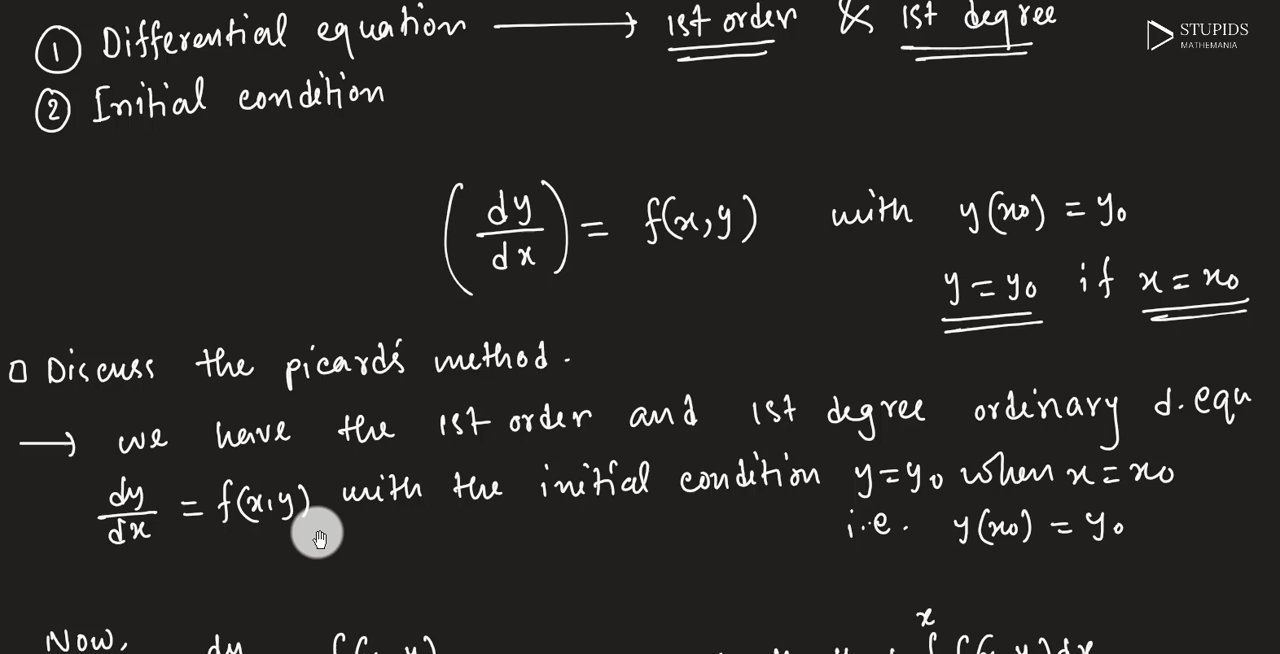 ① Differential equation ⟶ 1st order & 1st degree
STUPIDS
MATHEMANIA
② Initial condition
(dy/dx) = f(x,y) with y(x0) = y0
y = y0 if x = x0
□ Discuss the picard's method.
⟶ we have the 1st order and 1st degree ordinary d.equ
dy/dx = f(x,y) with the initial condition y = y0 when x = x0
i.e. y(x0) = y0
Now,